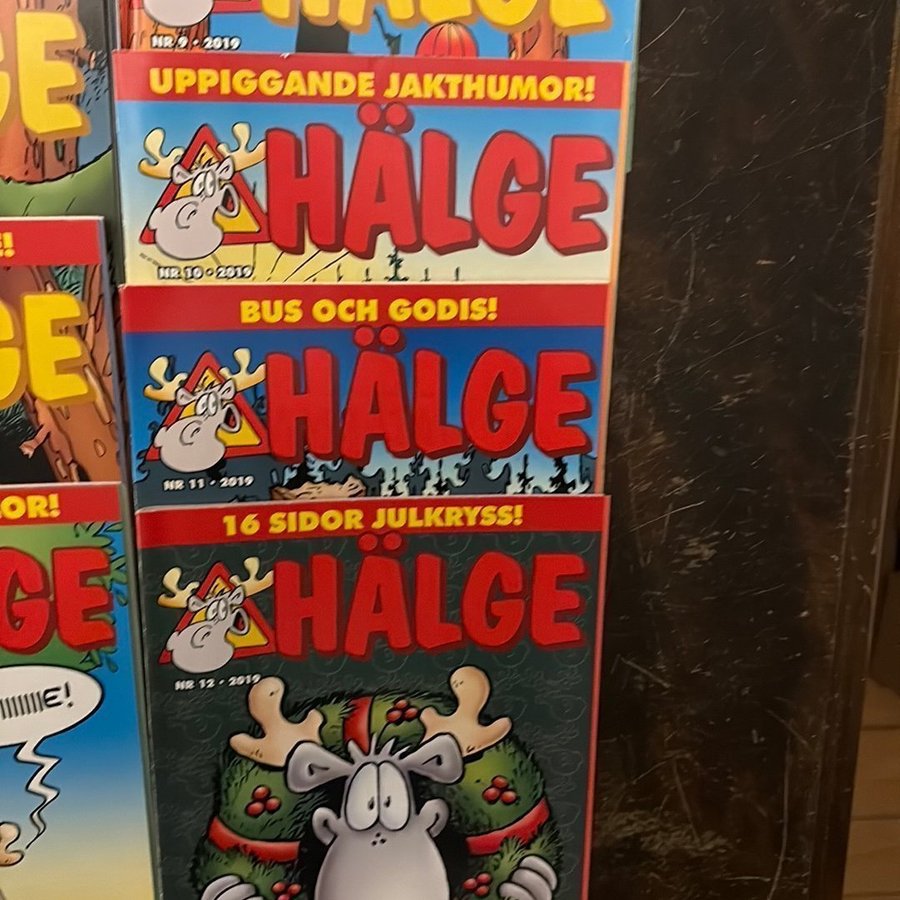 HÄLGE
NR 9 • 2019
UPPIGGANDE JAKTHUMOR!
HÄLGE
NR 10 • 2019
BUS OCH GODIS!
HÄLGE
NR 11 • 2019
16 SIDOR JULKRYSS!
HÄLGE
NR 12 • 2019
GE
GE
OR!
GE